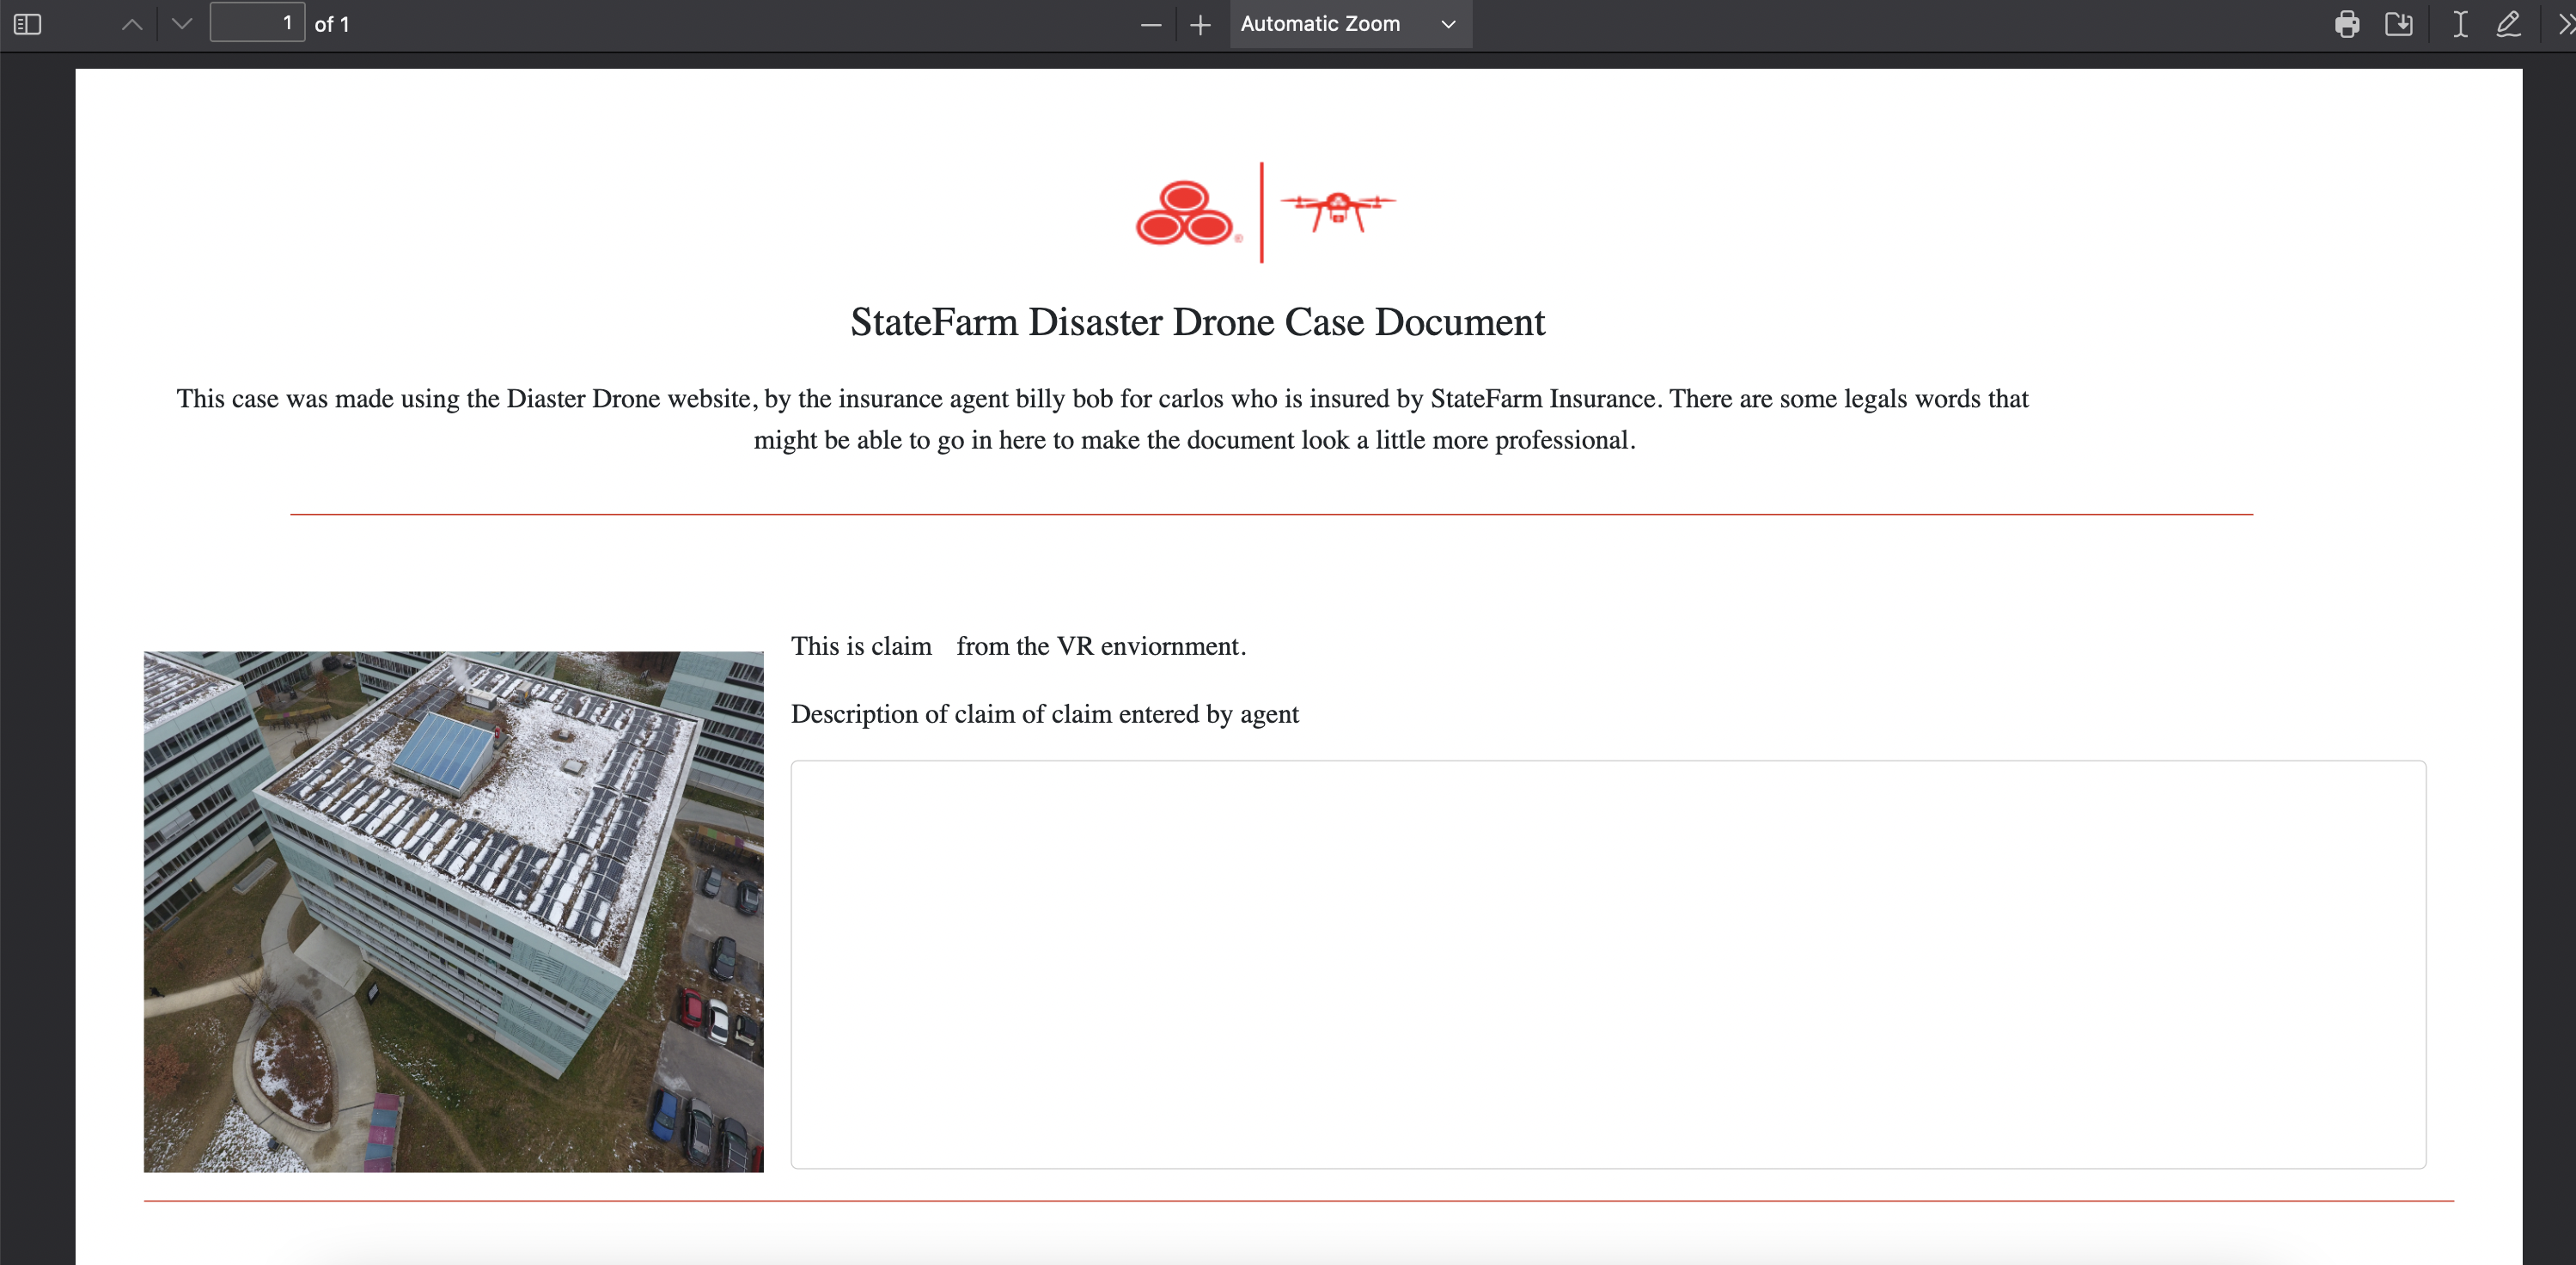 1 of 1
Automatic Zoom
®
StateFarm Disaster Drone Case Document
This case was made using the Diaster Drone website, by the insurance agent billy bob for carlos who is insured by StateFarm Insurance. There are some legals words that
might be able to go in here to make the document look a little more professional.
This is claim from the VR enviornment.
Description of claim of claim entered by agent